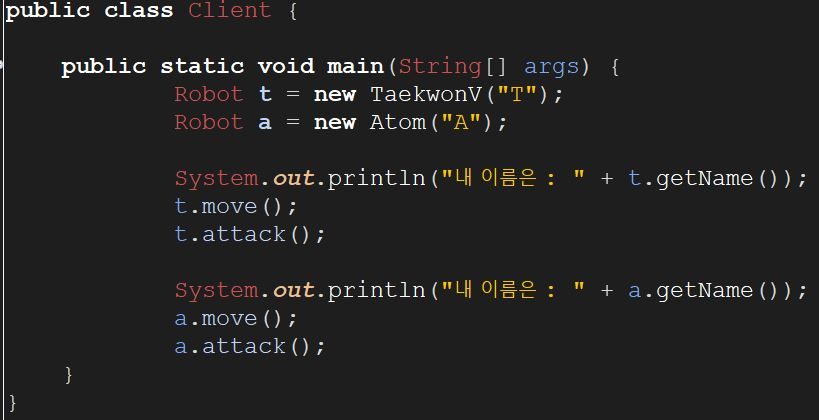 public class Client {
public static void main(String[] args) {
Robot t = new TaekwonV("T");
Robot a = new Atom("A");
System.out.println("내 이름은 : " + t.getName());
t.move();
t.attack();
System.out.println("내 이름은 : " + a.getName());
a.move();
a.attack();
}
}